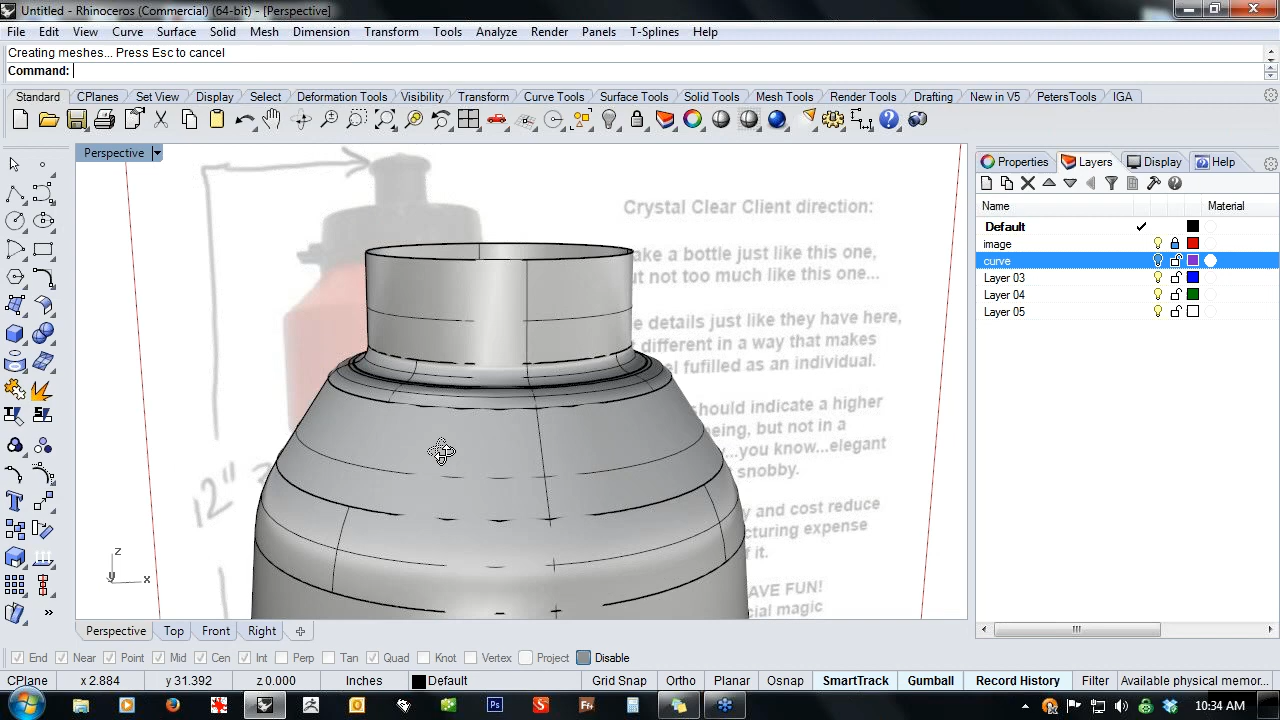 Untitled - Rhinoceros (Commercial) (64-bit) - [Perspective]
File Edit View Curve Surface Solid Mesh Dimension Transform Tools Analyze Render Panels T-Splines Help
Creating meshes... Press Esc to cancel
Command:
Standard CPlanes Set View Display Select Deformation Tools Visibility Transform Curve Tools Surface Tools Solid Tools Mesh Tools Render Tools Drafting New in V5 PetersTools IGA
Perspective
Properties Layers Display Help
Name Material
Default
image
curve
Layer 03
Layer 04
Layer 05
Crystal Clear Client direction:
ake a bottle just like this one,
ut not too much like this one...
e details just like they have here,
t different in a way that makes
el fufilled as an individual.
should indicate a higher
being, but not in a
...you know...elegant
snobby.
y and cost reduce
cturing expense
f it.
AVE FUN!
cial magic
12"
z
x
y
Perspective Top Front Right
End Near Point Mid Cen Int Perp Tan Quad Knot Vertex Project Disable
CPlane x 2.884 y 31.392 z 0.000 Inches Default Grid Snap Ortho Planar Osnap SmartTrack Gumball Record History Filter Available physical memor...
Ps
10:34 AM